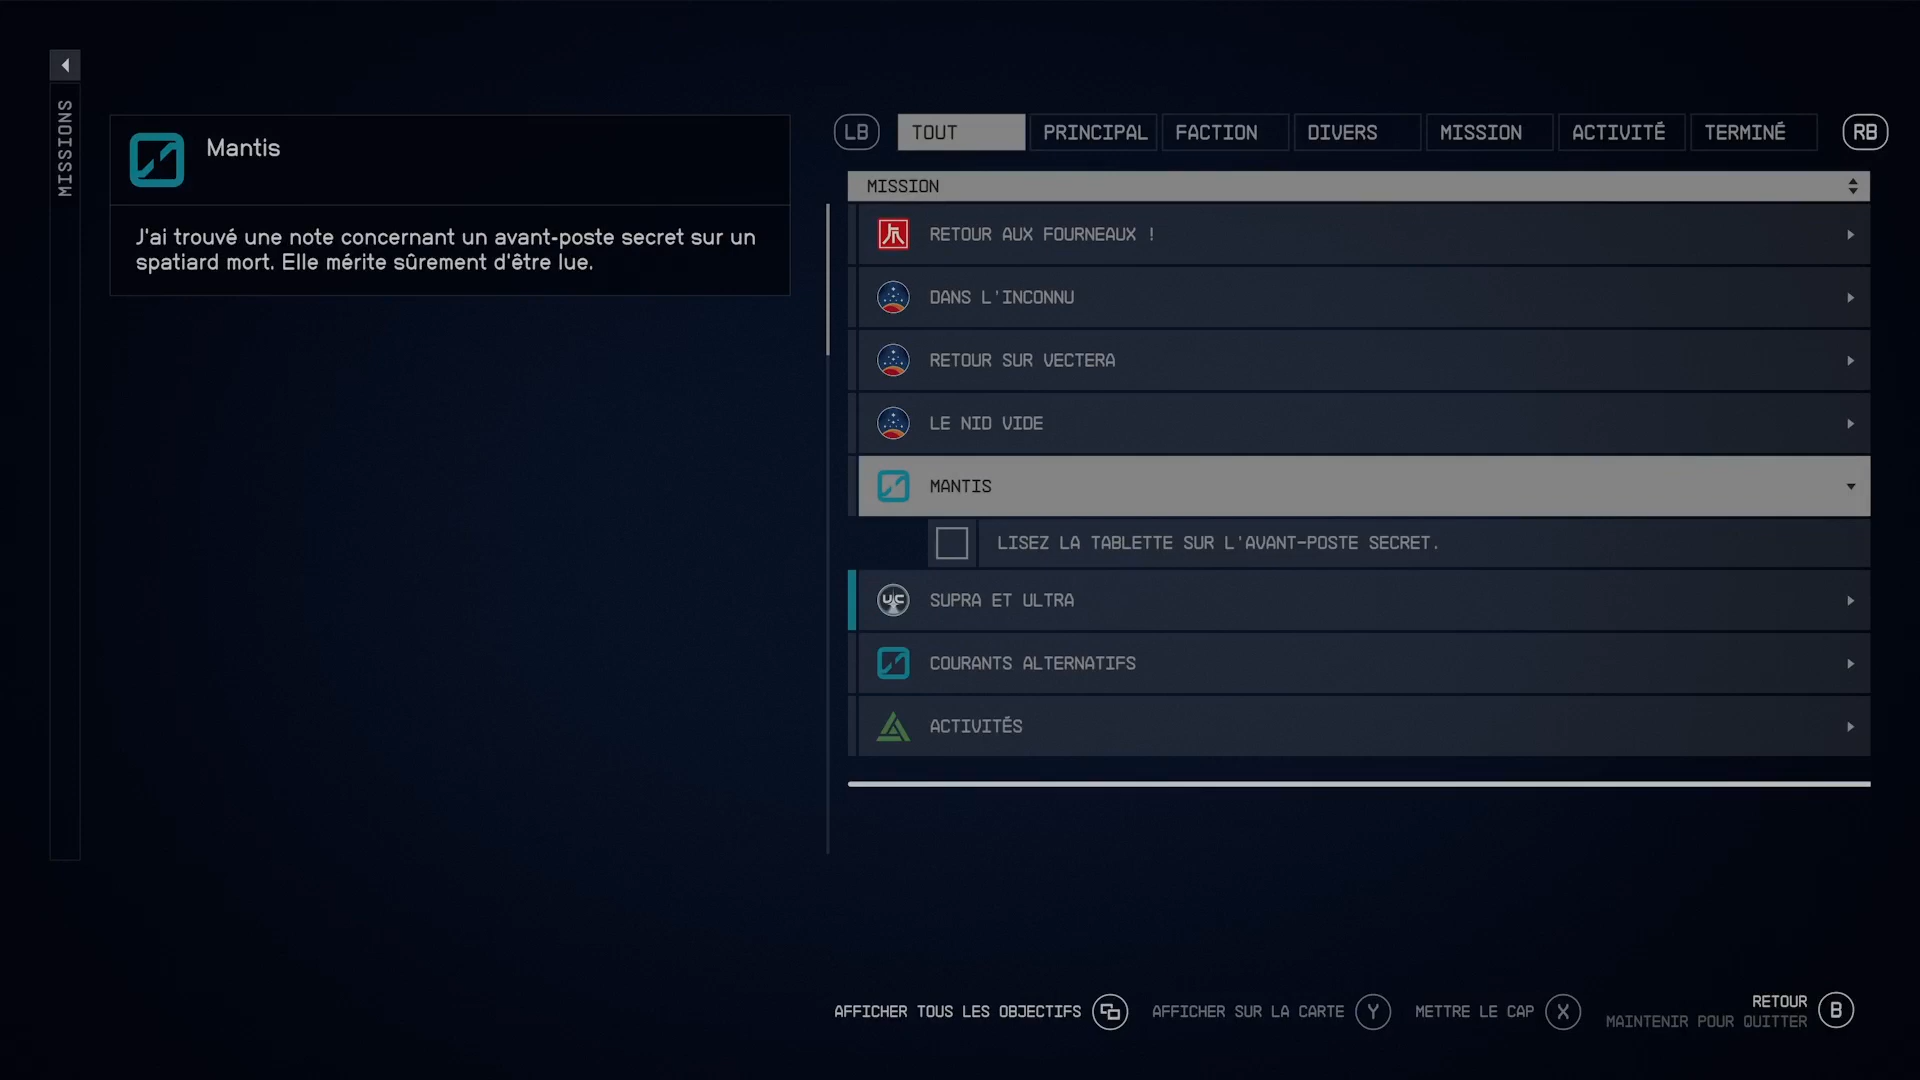 MISSIONS
Mantis
J'ai trouvé une note concernant un avant-poste secret sur un
spatiard mort. Elle mérite sûrement d'être lue.
LB TOUT PRINCIPAL FACTION DIVERS MISSION ACTIVITÉ TERMINÉ RB
MISSION
RETOUR AUX FOURNEAUX !
DANS L'INCONNU
RETOUR SUR VECTERA
LE NID VIDE
MANTIS
LISEZ LA TABLETTE SUR L'AVANT-POSTE SECRET.
UC SUPRA ET ULTRA
COURANTS ALTERNATIFS
ACTIVITÉS
AFFICHER TOUS LES OBJECTIFS AFFICHER SUR LA CARTE Y METTRE LE CAP X RETOUR B
MAINTENIR POUR QUITTER